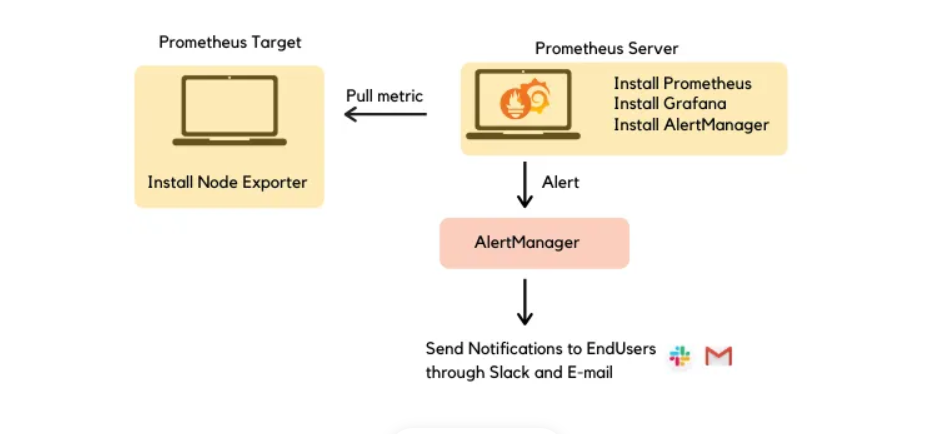 Prometheus Target
Prometheus Server
Install Prometheus
Install Grafana
Install AlertManager
Pull metric
Install Node Exporter
Alert
AlertManager
Send Notifications to EndUsers
through Slack and E-mail